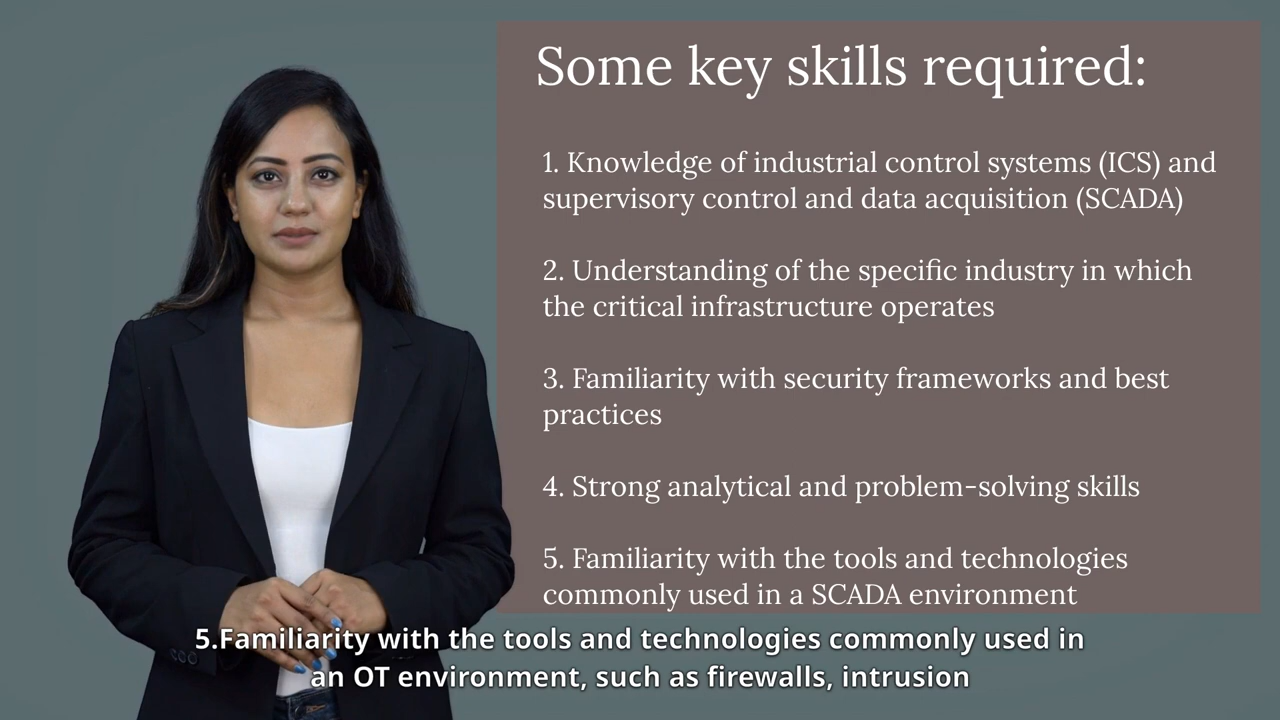 Some key skills required:
1. Knowledge of industrial control systems (ICS) and
supervisory control and data acquisition (SCADA)
2. Understanding of the specific industry in which
the critical infrastructure operates
3. Familiarity with security frameworks and best
practices
4. Strong analytical and problem-solving skills
5. Familiarity with the tools and technologies
commonly used in a SCADA environment
5.Familiarity with the tools and technologies commonly used in
an OT environment, such as firewalls, intrusion